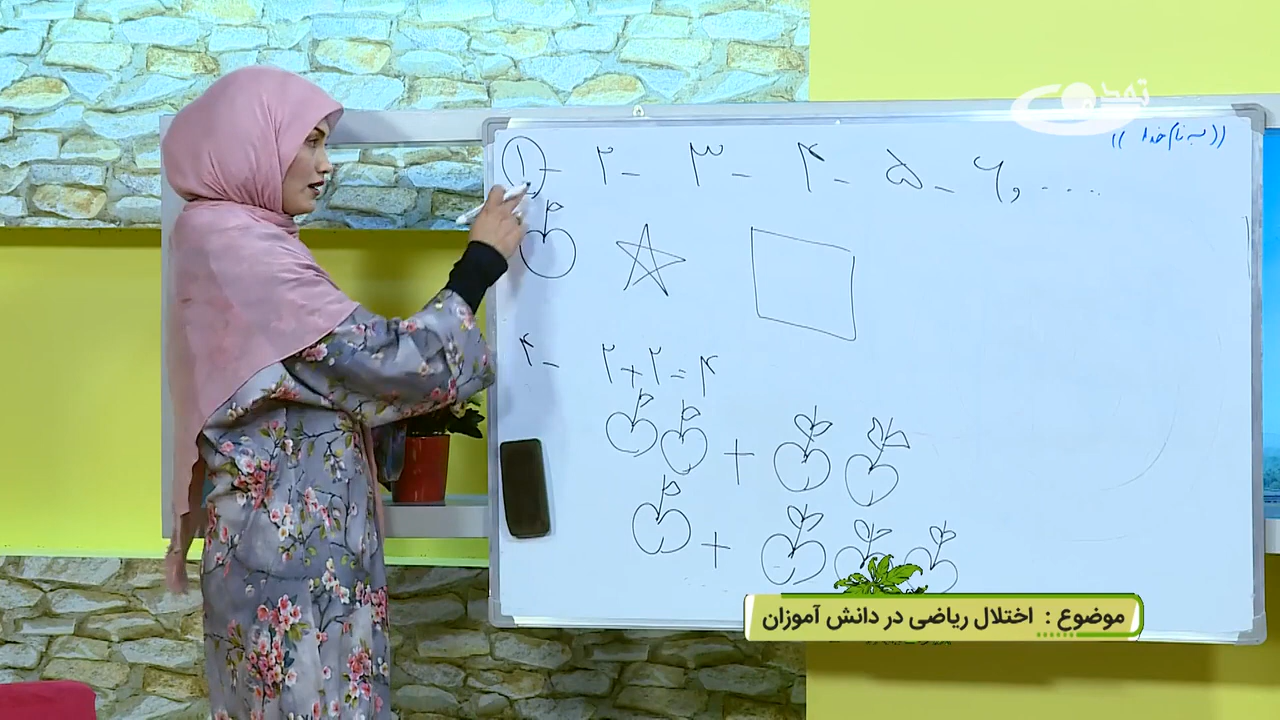 ((به نام خدا))
۱- ۲- ۳- ۴- ۵- ۶, ....
۴- ۲+۲=۴
+
+
موضوع : اختلال ریاضی در دانش آموزان